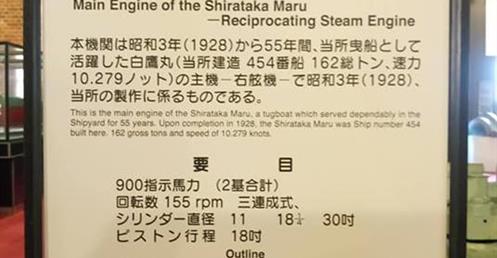 Main Engine of the Shirataka Maru
—Reciprocating Steam Engine
本機関は昭和3年(1928)から55年間、当所曳船として
活躍した白鷹丸(当所建造 454番船 162総トン、速力
10.279ノット)の主機−右舷機−で昭和3年(1928)、
当所の製作に係るものである。
This is the main engine of the Shirataka Maru, a tugboat which served dependably in the
Shipyard for 55 years. Upon completion in 1928, the Shirataka Maru was Ship number 454
built here. 162 gross tons and speed of 10.279 knots.
要 目
900指示馬力 (2基合計)
回転数 155 rpm 三連成式、
シリンダー直径 11 18¼ 30吋
ピストン行程 18吋
Outline